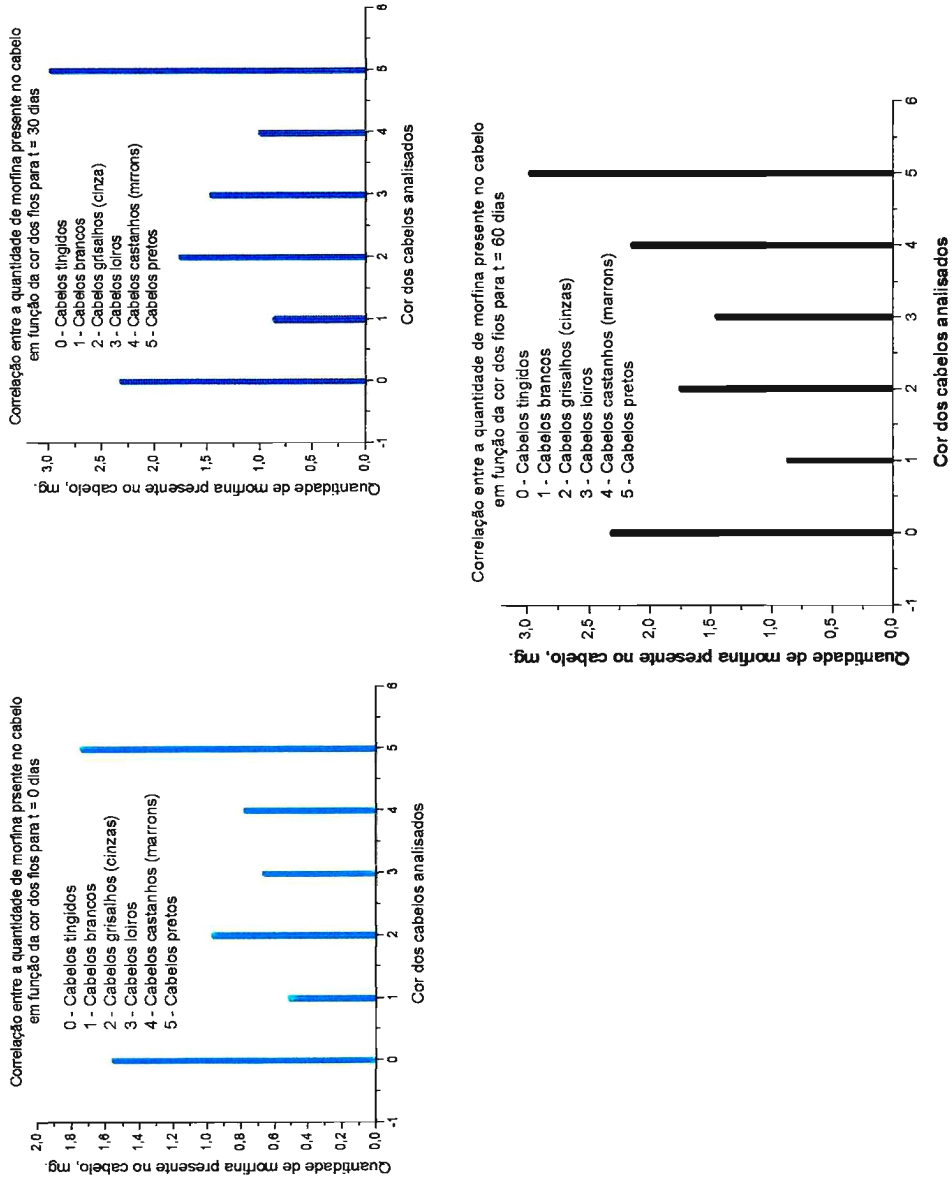 Correlação entre a quantidade de morfina prsente no cabelo
em função da cor dos fios para t = 0 dias
0 - Cabelos tingidos
1 - Cabelos brancos
2 - Cabelos grisalhos (cinzas)
3 - Cabelos loiros
4 - Cabelos castanhos (marrons)
5 - Cabelos pretos
Quantidade de morfina presente no cabelo, mg.
2,0
1,8
1,6
1,4
1,2
1,0
0,8
0,6
0,4
0,2
0,0
-1 0 1 2 3 4 5 6
Cor dos cabelos analisados
Correlação entre a quantidade de morfina presente no cabelo
em função da cor dos fios para t = 30 dias
0 - Cabelos tingidos
1 - Cabelos brancos
2 - Cabelos grisalhos (cinza)
3 - Cabelos loiros
4 - Cabelos castanhos (mrrons)
5 - Cabelos pretos
Quantidade de morfina presente no cabelo, mg.
3,0
2,5
2,0
1,5
1,0
0,5
0,0
-1 0 1 2 3 4 5 6
Cor dos cabelos analisados
Correlação entre a quantidade de morfina presente no cabelo
em função da cor dos fios para t = 60 dias
0 - Cabelos tingidos
1 - Cabelos brancos
2 - Cabelos grisalhos (cinzas)
3 - Cabelos loiros
4 - Cabelos castanhos (marrons)
5 - Cabelos pretos
Quantidade de morfina presente no cabelo, mg.
3,0
2,5
2,0
1,5
1,0
0,5
0,0
-1 0 1 2 3 4 5 6
Cor dos cabelos analisados